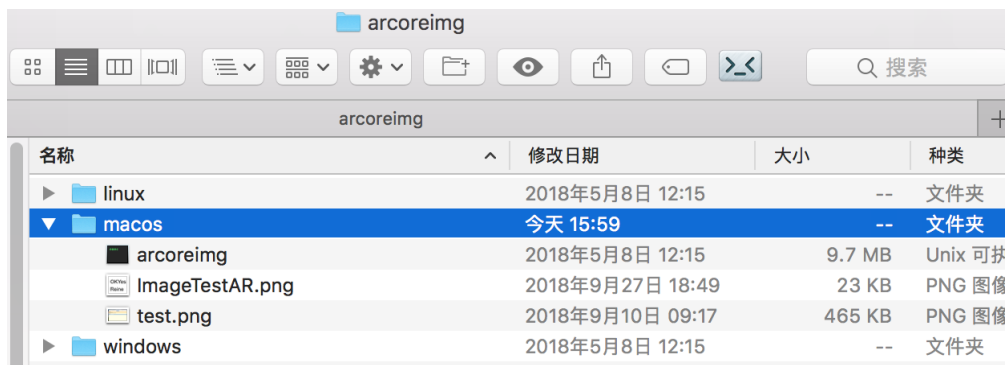 arcoreimg
搜索
arcoreimg
名称 修改日期 大小 种类
linux 2018年5月8日 12:15 -- 文件夹
macos 今天 15:59 -- 文件夹
arcoreimg 2018年5月8日 12:15 9.7 MB Unix 可执
ImageTestAR.png 2018年9月27日 18:49 23 KB PNG 图像
test.png 2018年9月10日 09:17 465 KB PNG 图像
windows 2018年5月8日 12:15 -- 文件夹